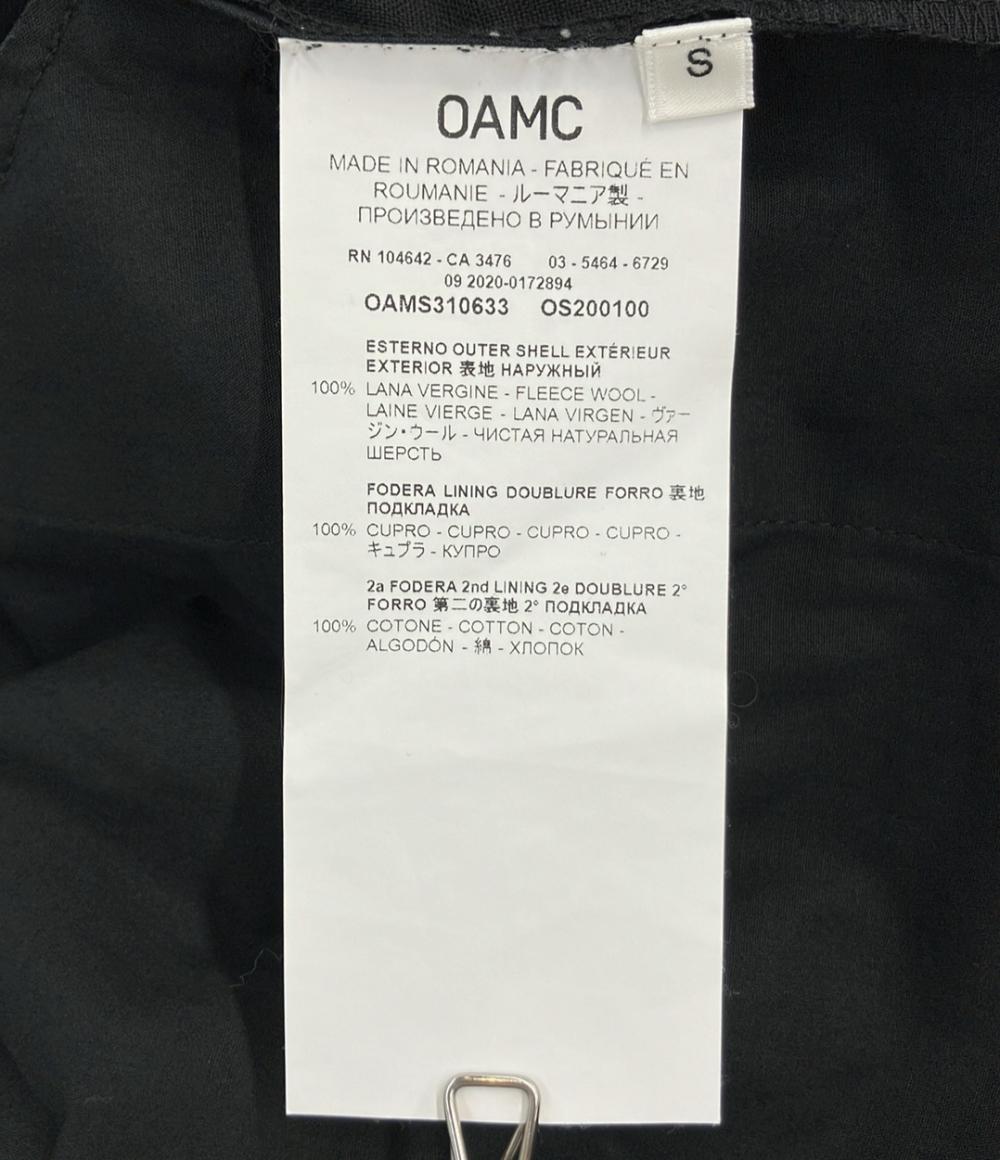 S
OAMC
MADE IN ROMANIA - FABRIQUÉ EN
ROUMANIE - ルーマニア製 -
ПРОИЗВЕДЕНО В РУМЫНИИ
RN 104642 - CA 3476 03 - 5464 - 6729
09 2020-0172894
OAMS310633 OS200100
ESTERNO OUTER SHELL EXTÉRIEUR
EXTERIOR 表地 НАРУЖНЫЙ
100% LANA VERGINE - FLEECE WOOL -
LAINE VIERGE - LANA VIRGEN - ヴァー
ジン・ウール - ЧИСТАЯ НАТУРАЛЬНАЯ
ШЕРСТЬ
FODERA LINING DOUBLURE FORRO 裏地
ПОДКЛАДКА
100% CUPRO - CUPRO - CUPRO - CUPRO -
キュプラ - КУПРО
2a FODERA 2nd LINING 2e DOUBLURE 2°
FORRO 第二の裏地 2° ПОДКЛАДКА
100% COTONE - COTTON - COTON -
ALGODÓN - 綿 - ХЛОПОК